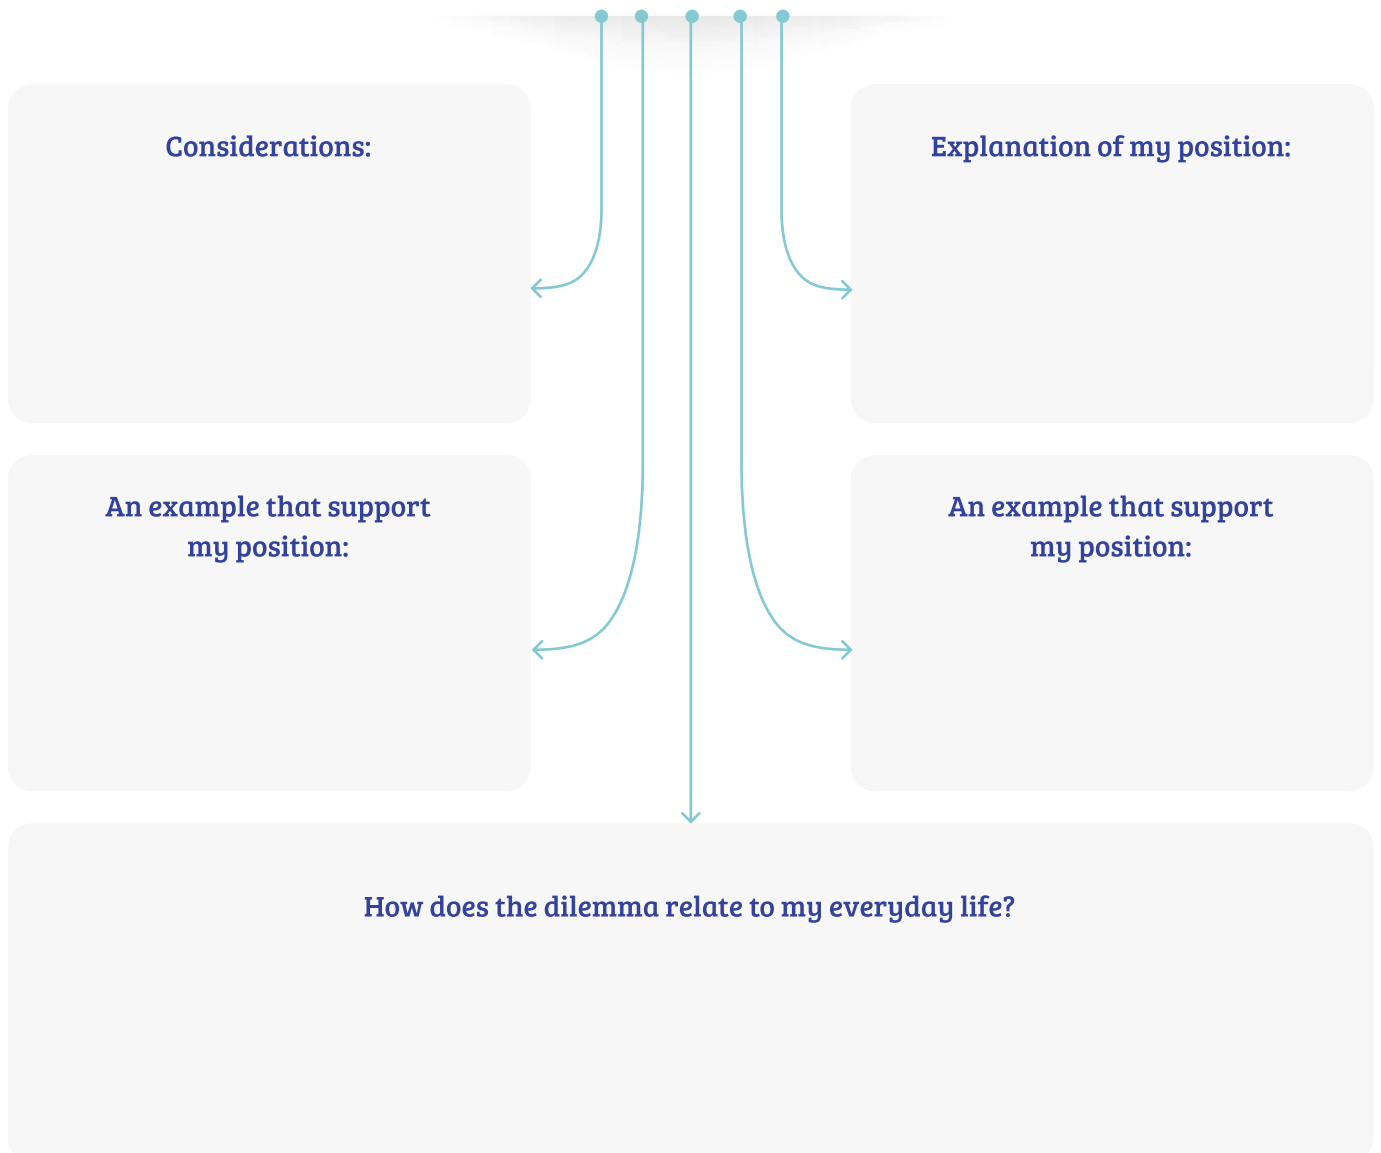 Considerations:
Explanation of my position:
An example that support
my position:
An example that support
my position:
How does the dilemma relate to my everyday life?